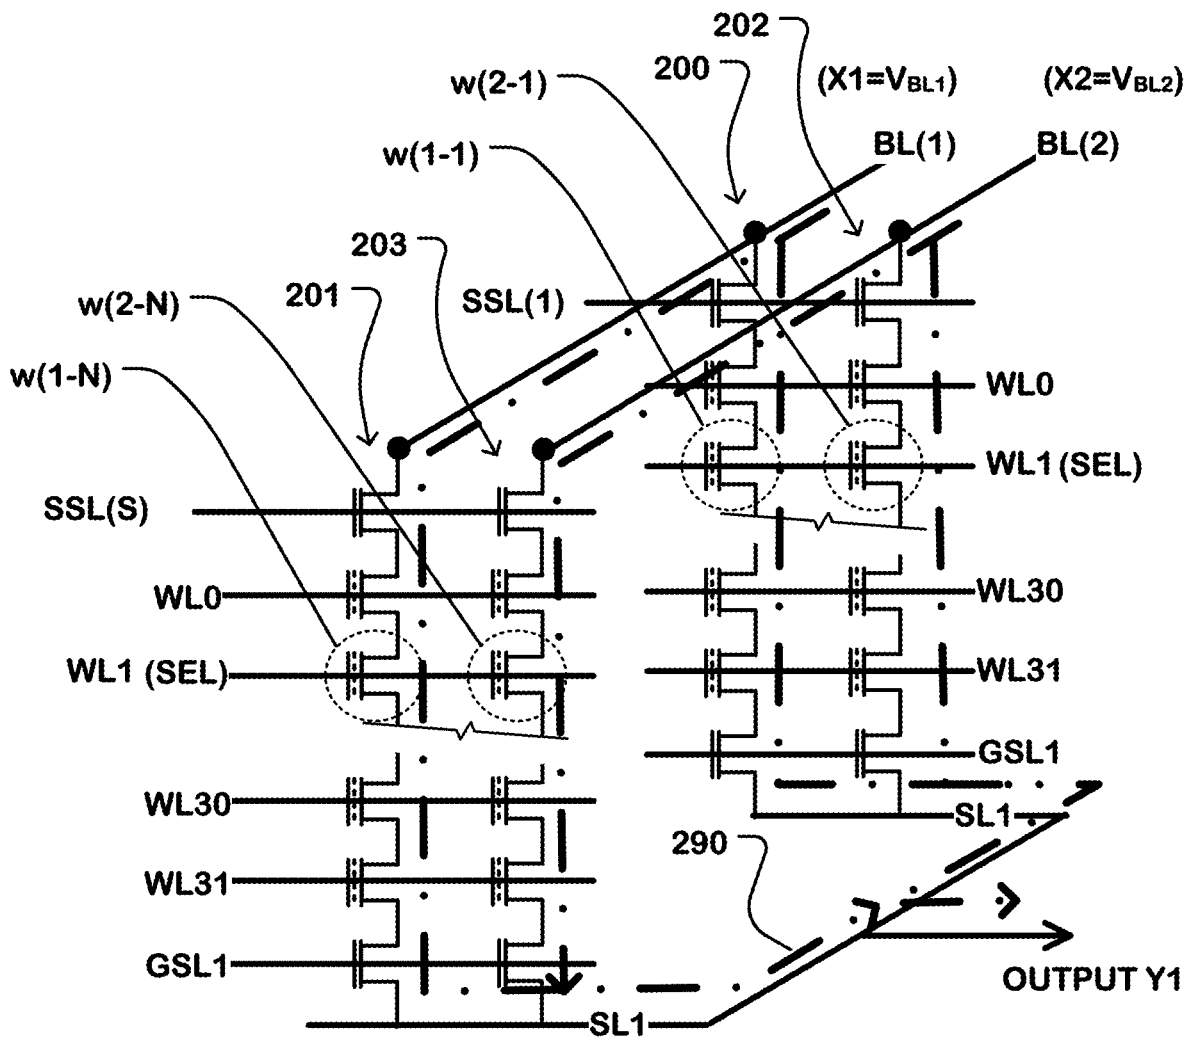 202
200
w(2-1)
(X1=VBL1)
(X2=VBL2)
w(1-1)
BL(1)
BL(2)
203
201
w(2-N)
SSL(1)
w(1-N)
WL0
WL1 (SEL)
SSL(S)
WL0
WL30
WL1 (SEL)
WL31
GSL1
WL30
SL1
290
WL31
GSL1
OUTPUT Y1
SL1